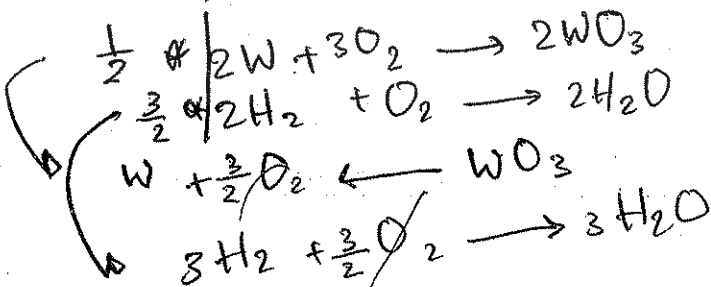 1/2 * | 2W + 3O₂ → 2WO₃
3/2 * | 2H₂ + O₂ → 2H₂O
W + 3/2 O₂ ← WO₃
3H₂ + 3/2 O₂ → 3H₂O